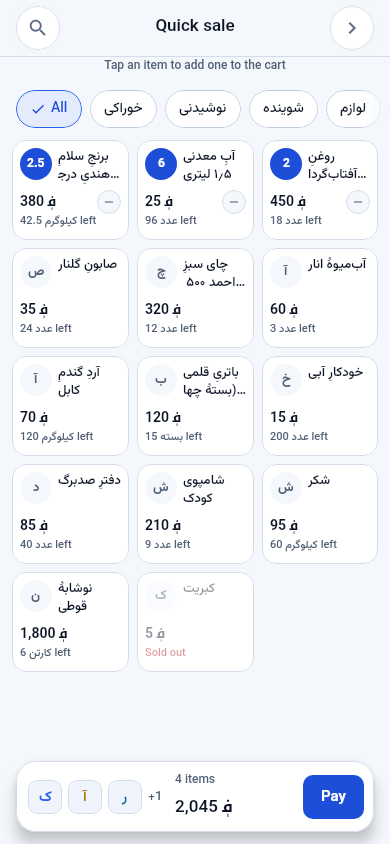 Quick sale
Tap an item to add one to the cart
All
خوراکی
نوشیدنی
شوینده
لوازم
2.5
برنجِ سلام
هندیِ درج…
380 ؋
42.5 کیلوگرم left
6
آبِ معدنی
۱٫۵ لیتری
25 ؋
96 عدد left
2
روغنِ
آفتاب‌گردا…
450 ؋
18 عدد left
ص
صابونِ گلنار
35 ؋
24 عدد left
چ
چای سبزِ
احمد ۵۰۰…
320 ؋
12 عدد left
آ
آب‌میوهٔ انار
60 ؋
3 عدد left
آ
آردِ گندمِ
کابل
70 ؋
120 کیلوگرم left
ب
باتریِ قلمی
(بستهٔ چها…
120 ؋
15 بسته left
خ
خودکارِ آبی
15 ؋
200 عدد left
د
دفترِ صدبرگ
85 ؋
40 عدد left
ش
شامپوی
کودک
210 ؋
9 عدد left
ش
شکر
95 ؋
60 کیلوگرم left
ن
نوشابهٔ
قوطی
1,800 ؋
6 کارتن left
ک
کبریت
5 ؋
Sold out
ک
آ
ر
+1
4 items
2,045 ؋
Pay